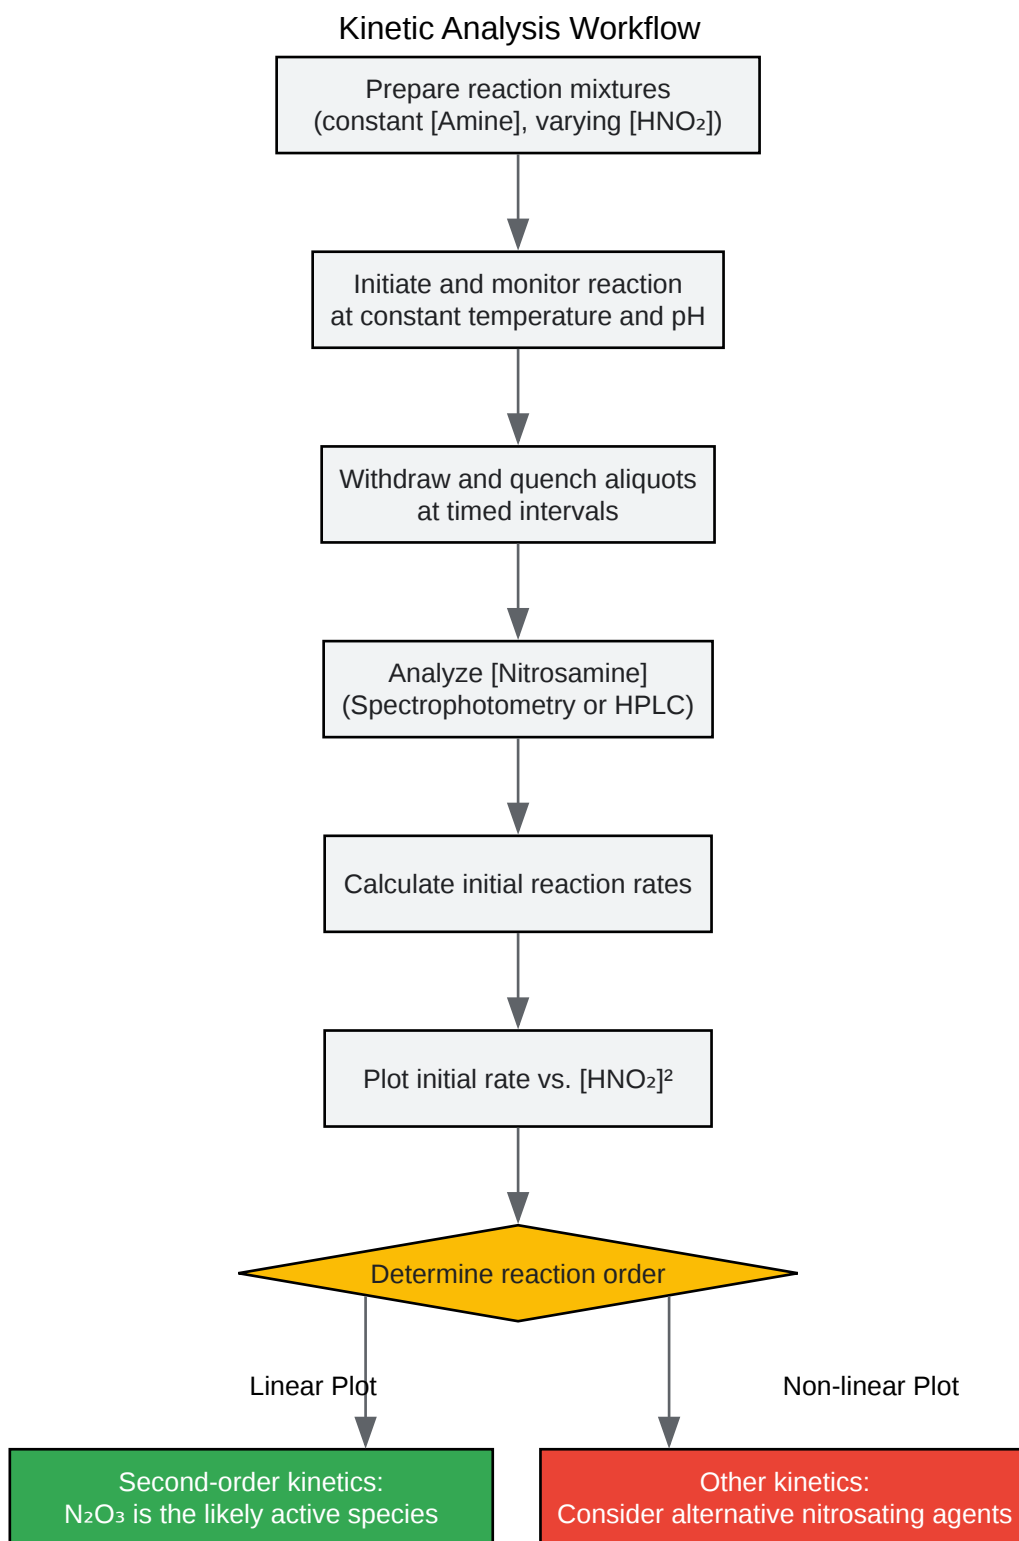 Kinetic Analysis Workflow
Prepare reaction mixtures
(constant [Amine], varying [HNO₂])
Initiate and monitor reaction
at constant temperature and pH
Withdraw and quench aliquots
at timed intervals
Analyze [Nitrosamine]
(Spectrophotometry or HPLC)
Calculate initial reaction rates
Plot initial rate vs. [HNO₂]²
Determine reaction order
Linear Plot
Non-linear Plot
Second-order kinetics:
N₂O₃ is the likely active species
Other kinetics:
Consider alternative nitrosating agents